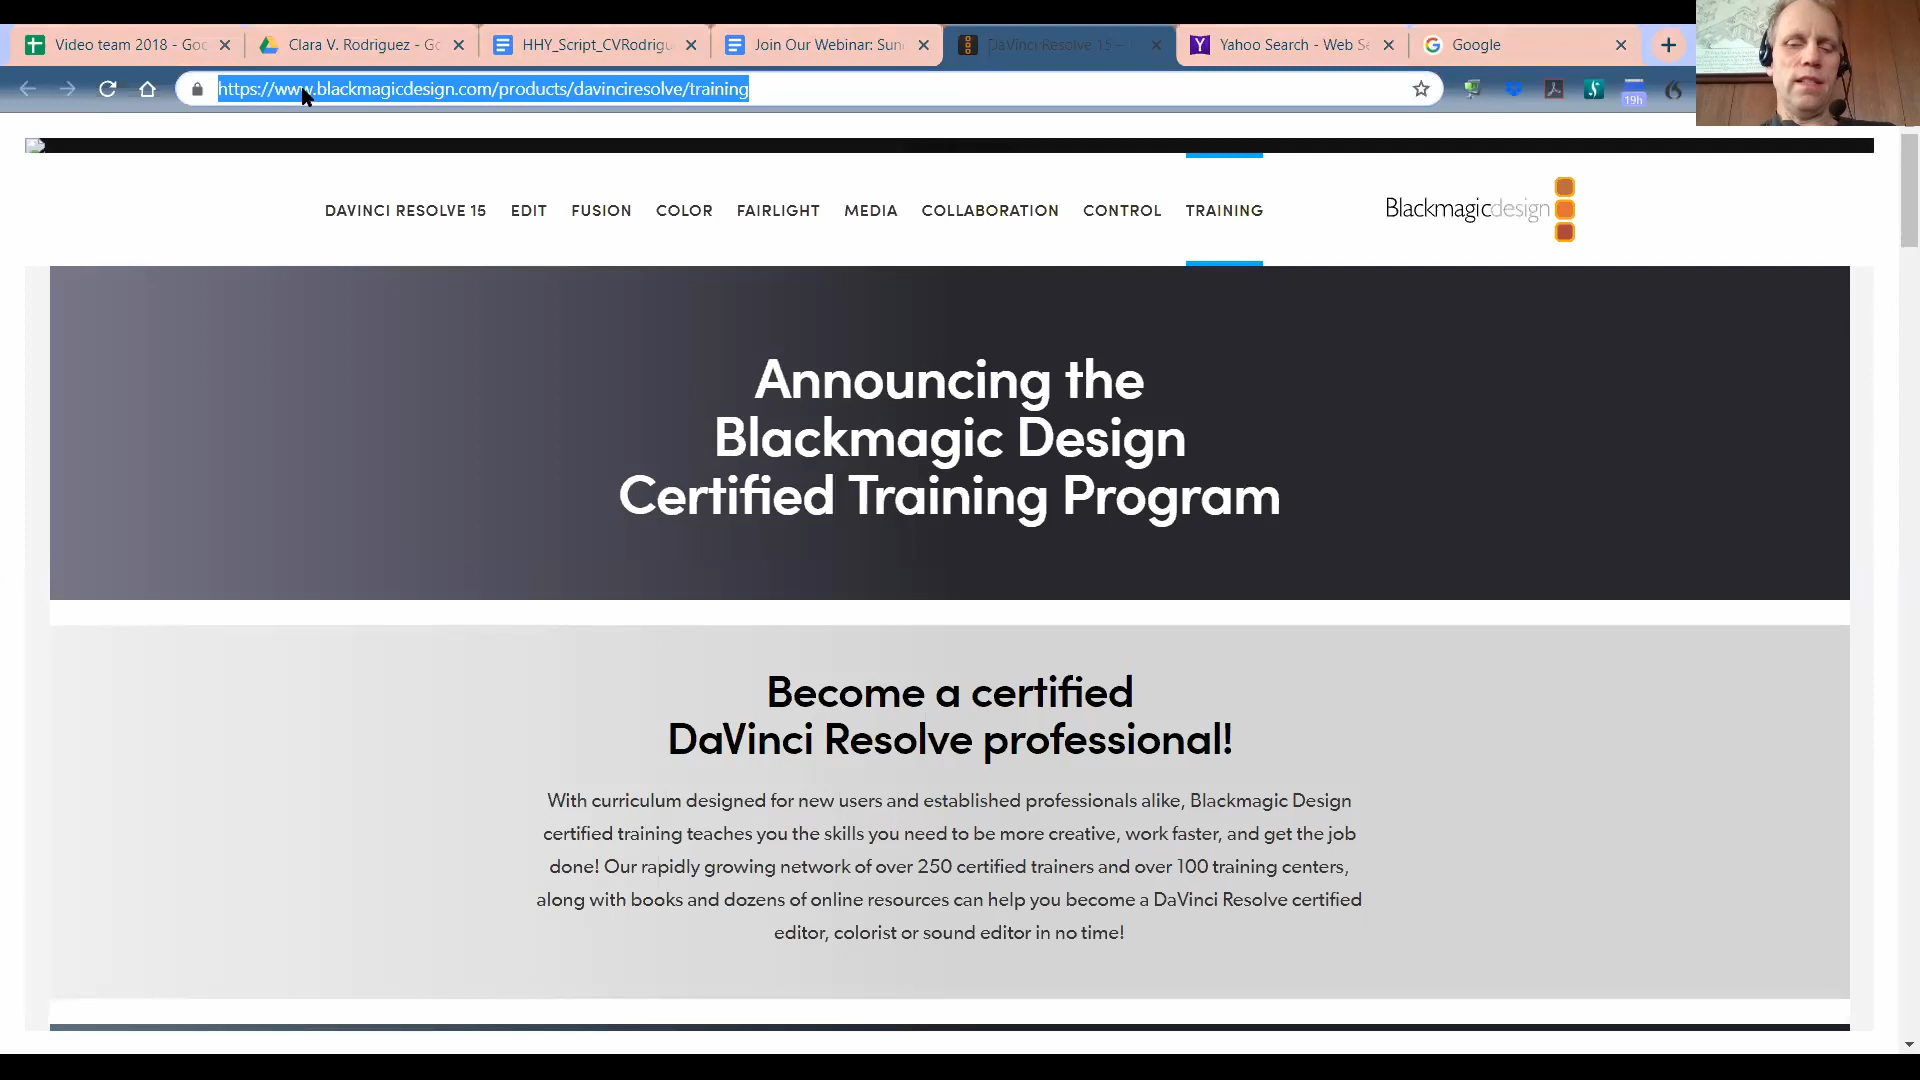 Video team 2018 - Goo
Clara V. Rodriguez - Go
HHY_Script_CVRodrigu
Join Our Webinar: Sun
DaVinci Resolve 15 –
Yahoo Search - Web Se
Google
https://www.blackmagicdesign.com/products/davinciresolve/training
19h
DAVINCI RESOLVE 15
EDIT
FUSION
COLOR
FAIRLIGHT
MEDIA
COLLABORATION
CONTROL
TRAINING
Blackmagicdesign
Announcing the
Blackmagic Design
Certified Training Program
Become a certified
DaVinci Resolve professional!
With curriculum designed for new users and established professionals alike, Blackmagic Design
certified training teaches you the skills you need to be more creative, work faster, and get the job
done! Our rapidly growing network of over 250 certified trainers and over 100 training centers,
along with books and dozens of online resources can help you become a DaVinci Resolve certified
editor, colorist or sound editor in no time!